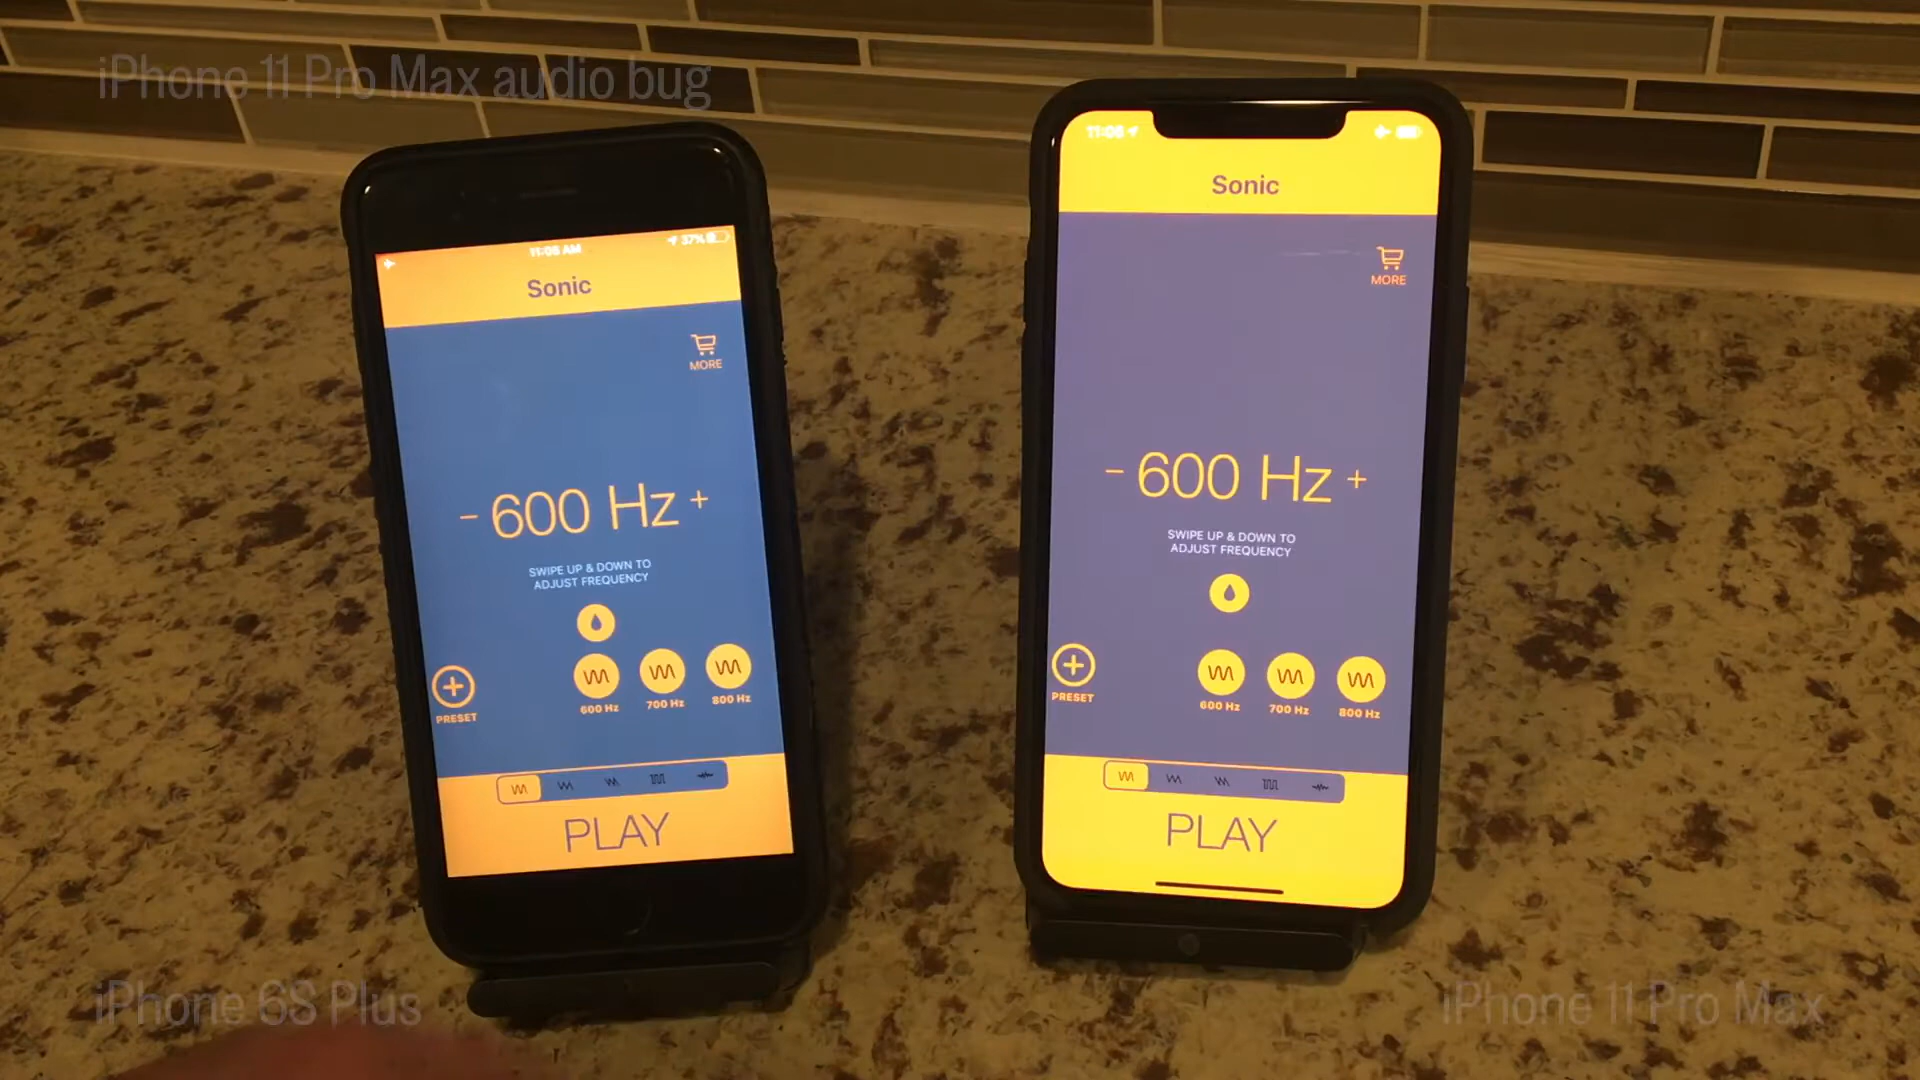 iPhone 11 Pro Max audio bug
11:05 AM
37%
Sonic
MORE
- 600 Hz +
SWIPE UP & DOWN TO
ADJUST FREQUENCY
PRESET
600 Hz
700 Hz
800 Hz
PLAY
iPhone 6S Plus
11:06
Sonic
MORE
- 600 Hz +
SWIPE UP & DOWN TO
ADJUST FREQUENCY
PRESET
600 Hz
700 Hz
800 Hz
PLAY
iPhone 11 Pro Max